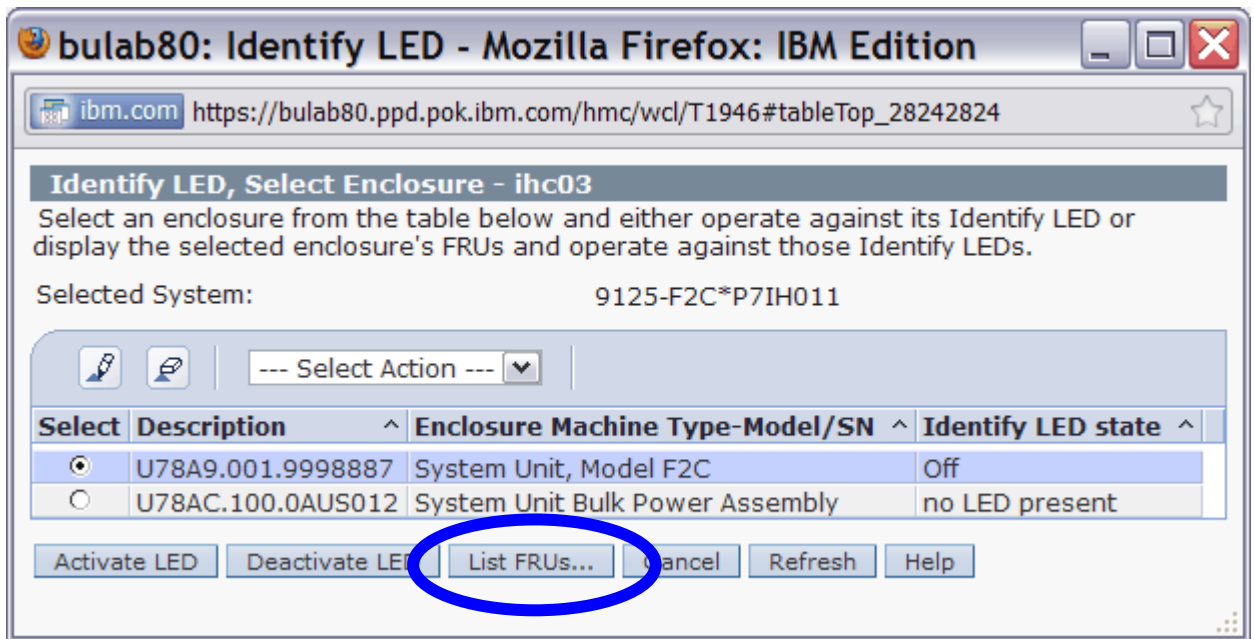 bulab80: Identify LED - Mozilla Firefox: IBM Edition
ibm.com https://bulab80.ppd.pok.ibm.com/hmc/wcl/T1946#tableTop_28242824
Identify LED, Select Enclosure - ihc03
Select an enclosure from the table below and either operate against its Identify LED or
display the selected enclosure's FRUs and operate against those Identify LEDs.
Selected System: 9125-F2C*P7IH011
--- Select Action ---
Select Description ^ Enclosure Machine Type-Model/SN ^ Identify LED state ^
U78A9.001.9998887 System Unit, Model F2C Off
U78AC.100.0AUS012 System Unit Bulk Power Assembly no LED present
Activate LED Deactivate LED List FRUs... Cancel Refresh Help